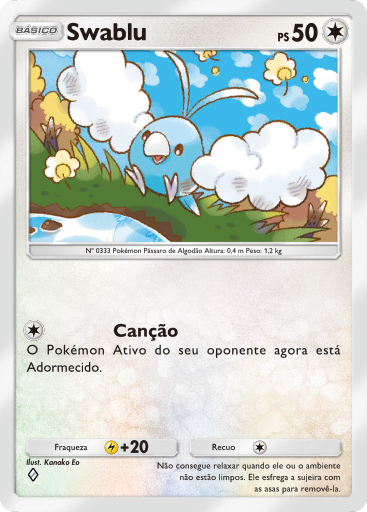 BÁSICO Swablu PS 50
Nº 0333 Pokémon Pássaro de Algodão Altura: 0,4 m Peso: 1,2 kg
Canção
O Pokémon Ativo do seu oponente agora está
Adormecido.
Fraqueza +20 Recuo
Ilust. Kanako Eo
Não consegue relaxar quando ele ou o ambiente
não estão limpos. Ele esfrega a sujeira com
as asas para removê-la.